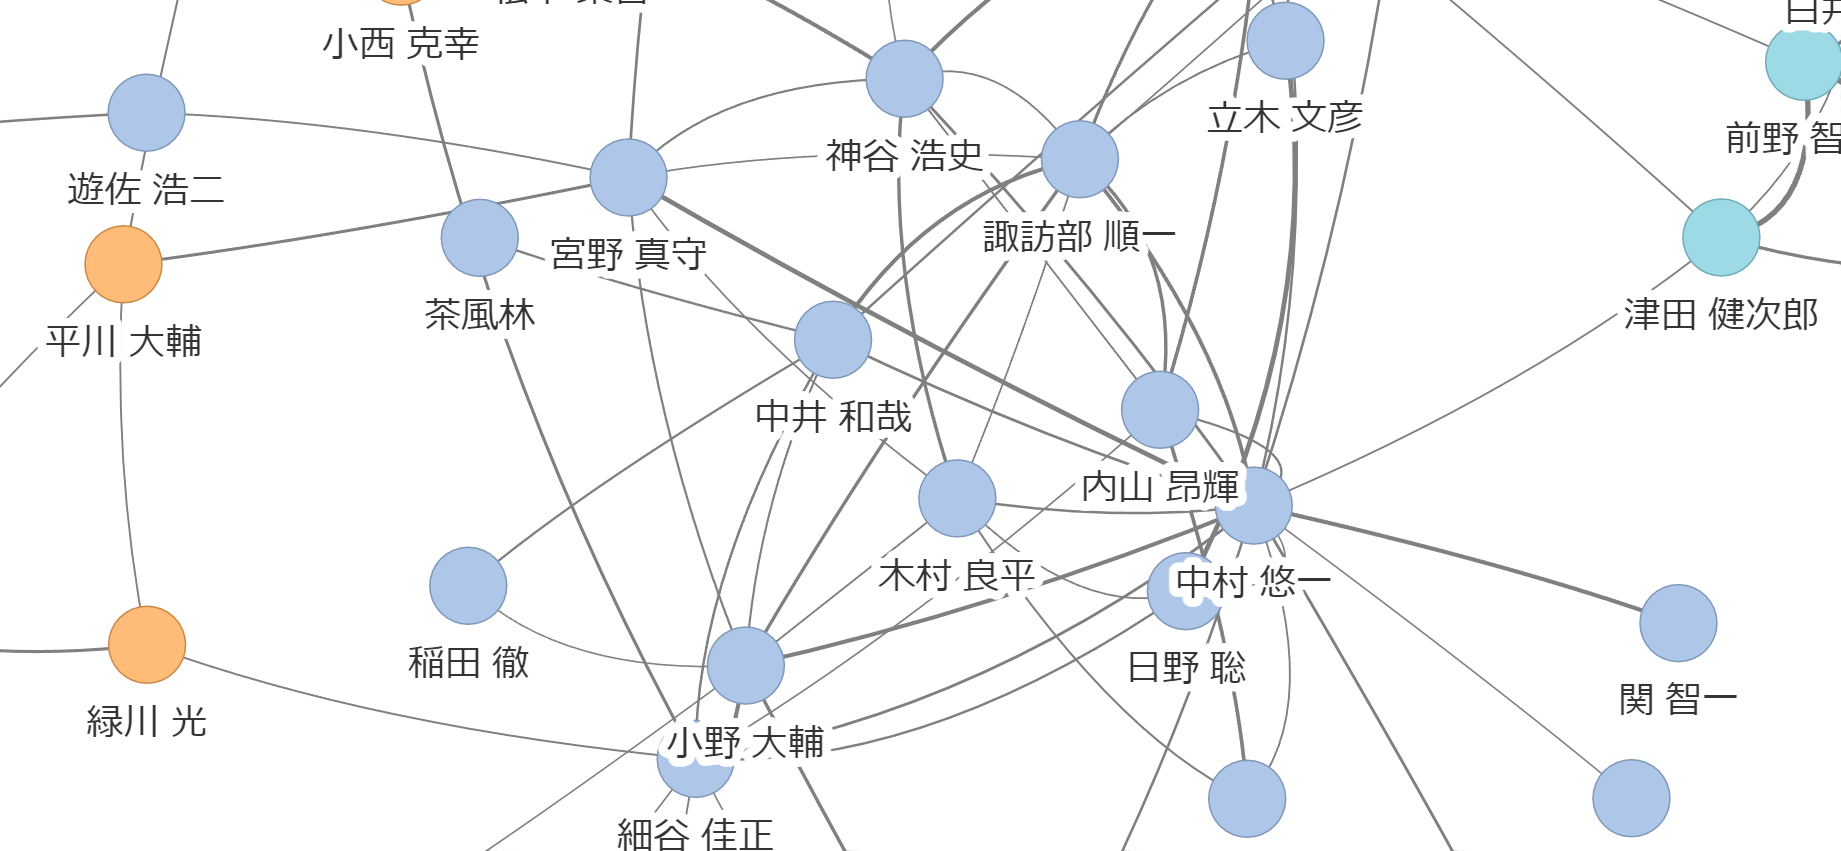 小西 克幸
立木 文彦
前野 智
神谷 浩史
遊佐 浩二
諏訪部 順一
宮野 真守
茶風林
津田 健次郎
平川 大輔
中井 和哉
内山 昂輝
木村 良平
中村 悠一
稲田 徹
日野 聡
関 智一
緑川 光
小野 大輔
細谷 佳正